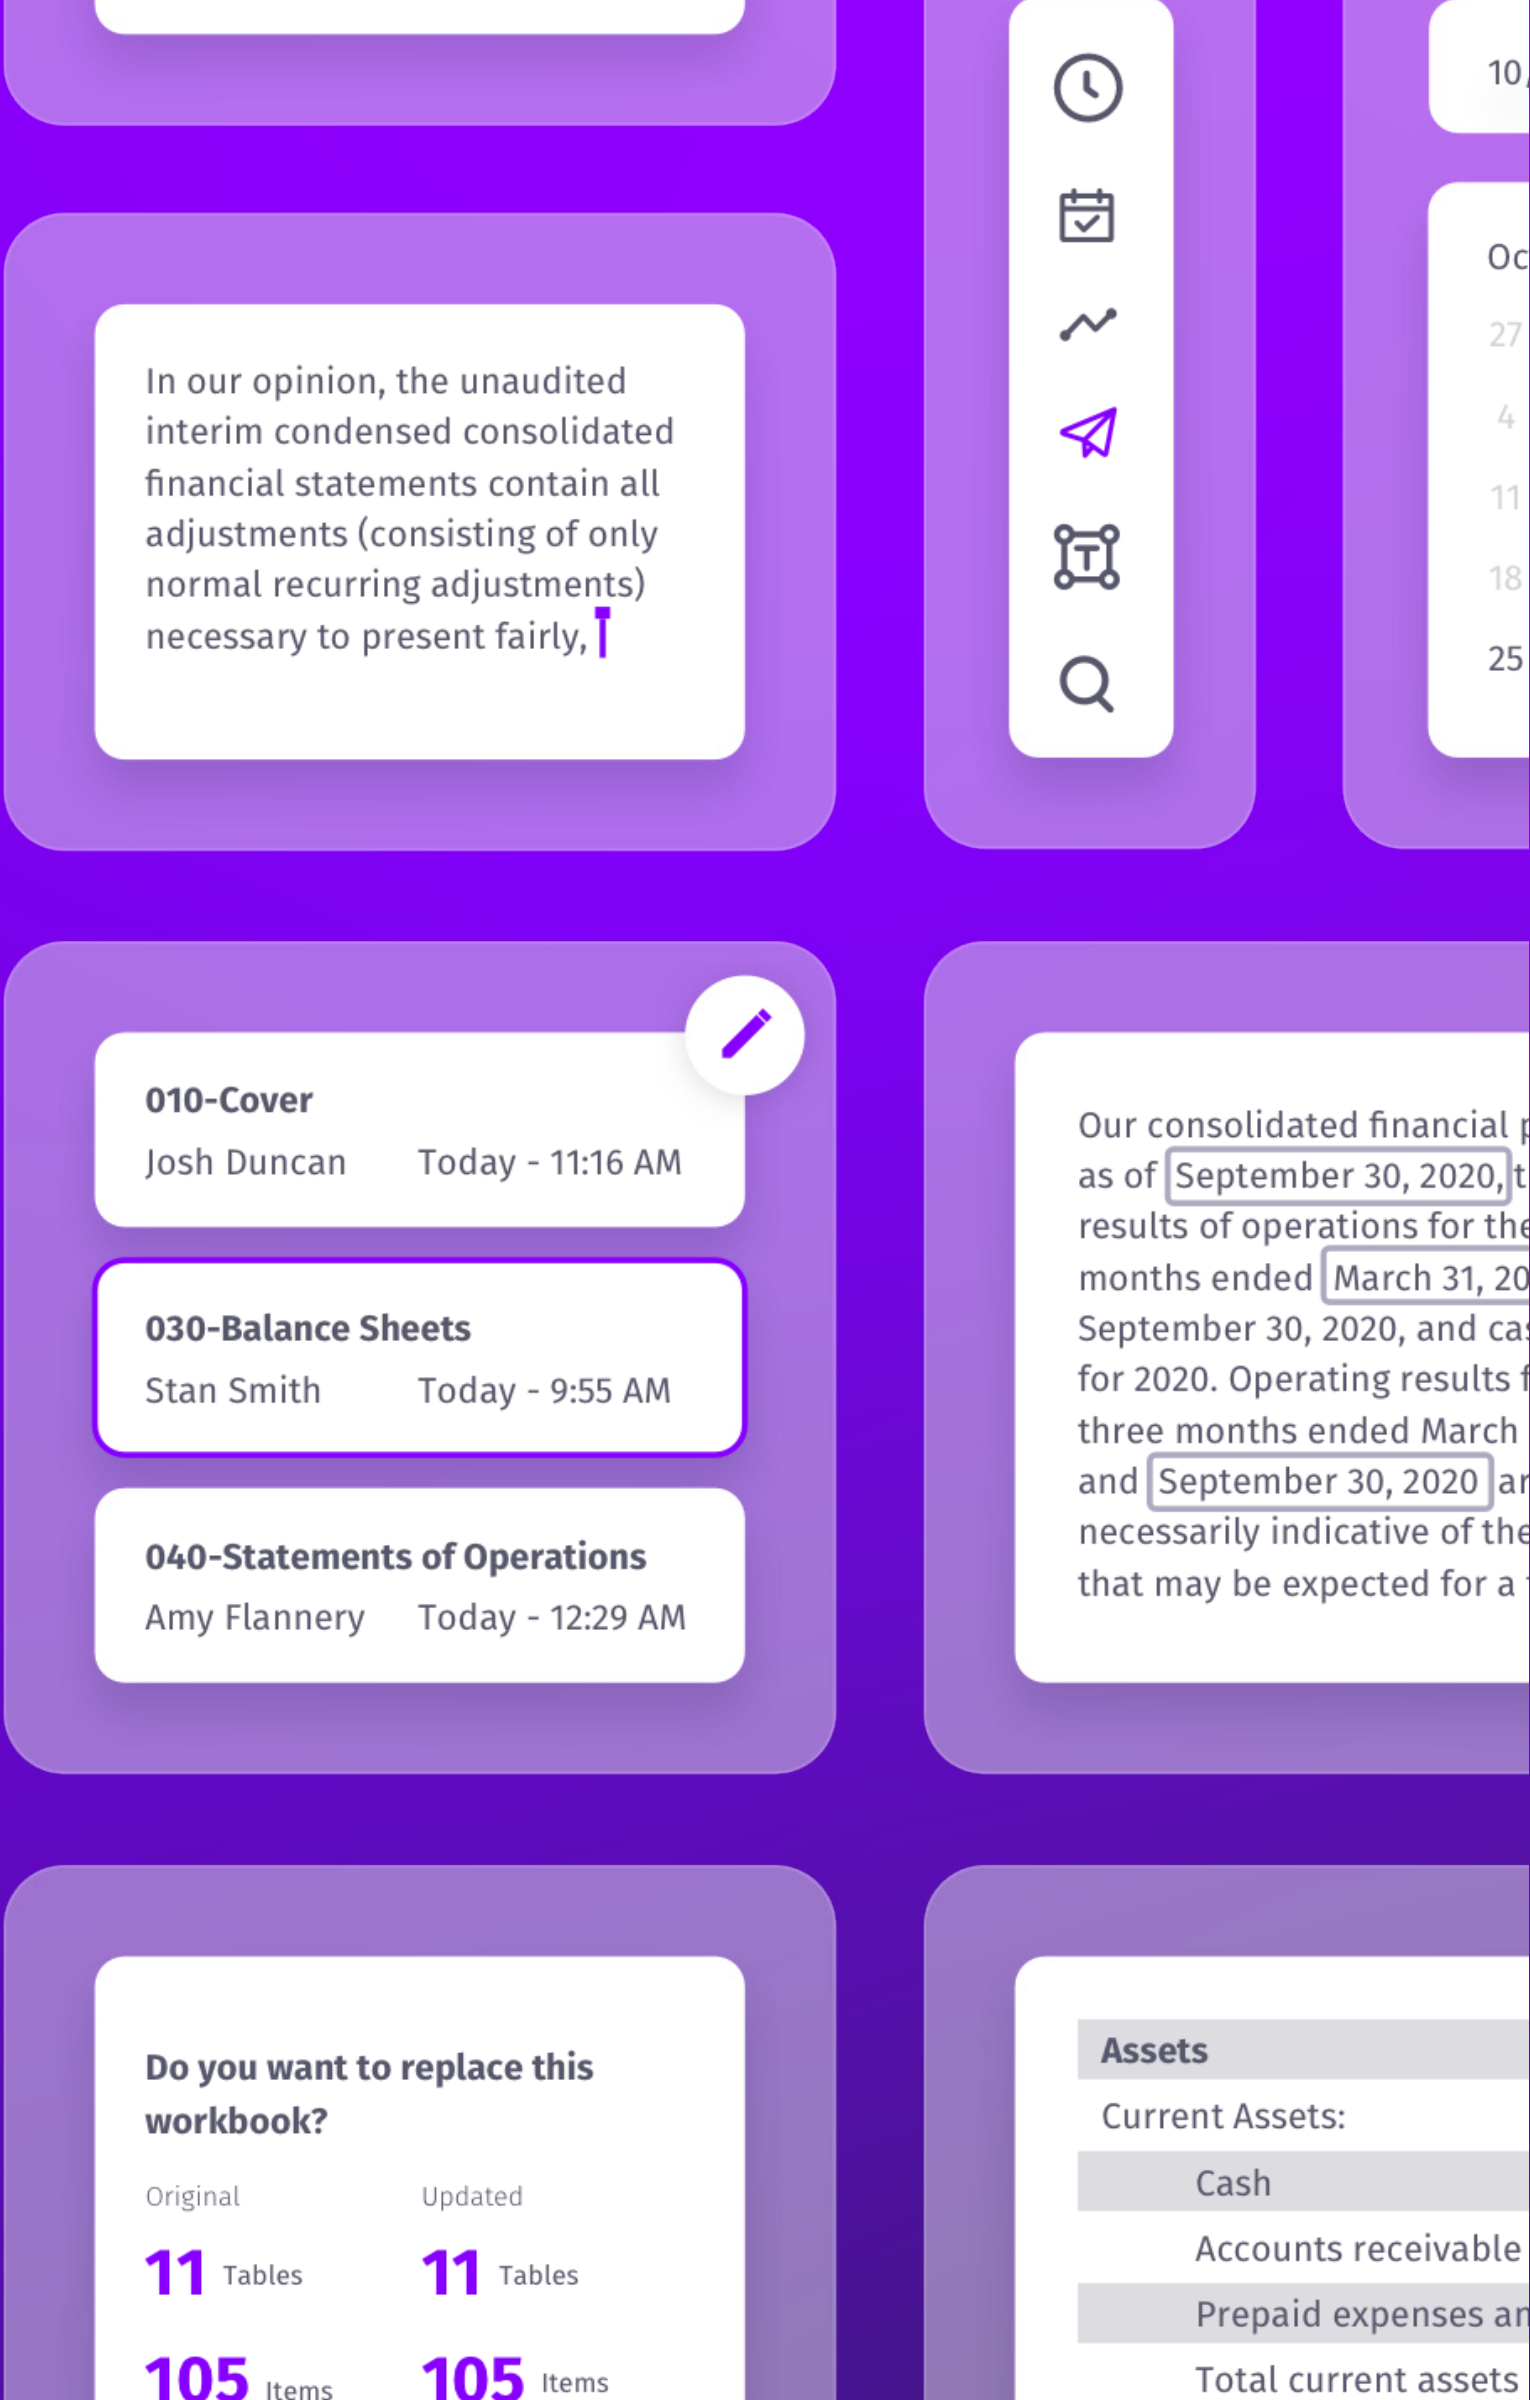 10,
Oc
27
4
11
18
25
In our opinion, the unaudited
interim condensed consolidated
financial statements contain all
adjustments (consisting of only
normal recurring adjustments)
necessary to present fairly,
T
010-Cover
Josh Duncan Today - 11:16 AM
030-Balance Sheets
Stan Smith Today - 9:55 AM
040-Statements of Operations
Amy Flannery Today - 12:29 AM
Our consolidated financial
as of September 30, 2020,
results of operations for the
months ended March 31, 20
September 30, 2020, and
for 2020. Operating results
three months ended March
and September 30, 2020
necessarily indicative of the
that may be expected for a
Do you want to replace this
workbook?
Original Updated
11 Tables 11 Tables
105 Items 105 Items
Assets
Current Assets:
Cash
Accounts receivable
Prepaid expenses
Total current assets